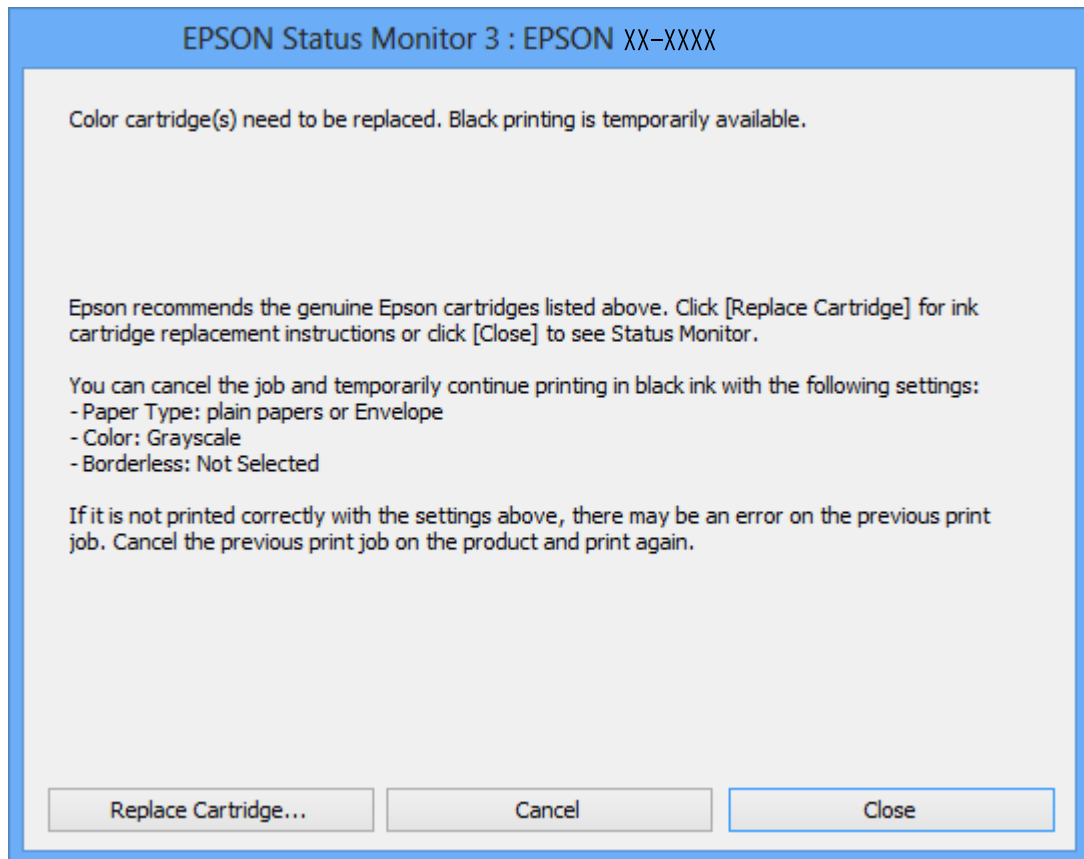 EPSON Status Monitor 3 : EPSON XX-XXXX
Color cartridge(s) need to be replaced. Black printing is temporarily available.
Epson recommends the genuine Epson cartridges listed above. Click [Replace Cartridge] for ink
cartridge replacement instructions or click [Close] to see Status Monitor.
You can cancel the job and temporarily continue printing in black ink with the following settings:
- Paper Type: plain papers or Envelope
- Color: Grayscale
- Borderless: Not Selected
If it is not printed correctly with the settings above, there may be an error on the previous print
job. Cancel the previous print job on the product and print again.
Replace Cartridge...
Cancel
Close